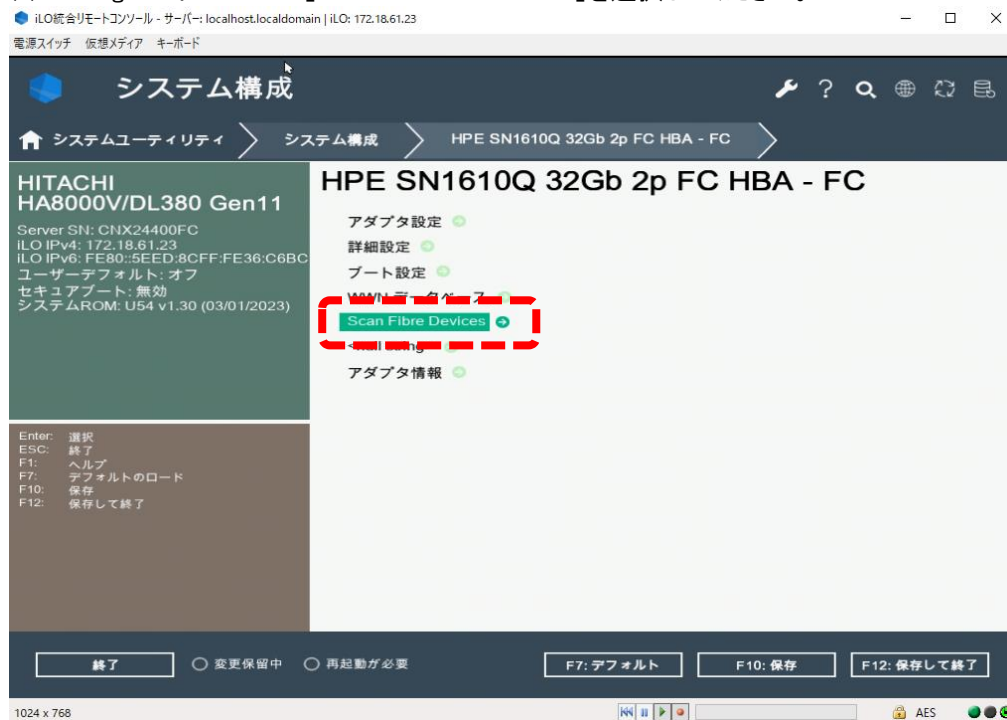 iLO統合リモートコンソール - サーバー: localhost.localdomain | iLO: 172.18.61.23
電源スイッチ 仮想メディア キーボード
システム構成
システムユーティリティ システム構成 HPE SN1610Q 32Gb 2p FC HBA - FC
HITACHI
HA8000V/DL380 Gen11
Server SN: CNX24400FC
iLO IPv4: 172.18.61.23
iLO IPv6: FE80::5EED:8CFF:FE36:C6BC
ユーザーデフォルト: オフ
セキュアブート: 無効
システムROM: U54 v1.30 (03/01/2023)
Enter: 選択
ESC: 終了
F1: ヘルプ
F7: デフォルトのロード
F10: 保存
F12: 保存して終了
HPE SN1610Q 32Gb 2p FC HBA - FC
アダプタ設定
詳細設定
ブート設定
WWN データベース
Scan Fibre Devices
アダプタ情報
終了 変更保留中 再起動が必要 F7: デフォルト F10: 保存 F12: 保存して終了
1024 x 768 AES